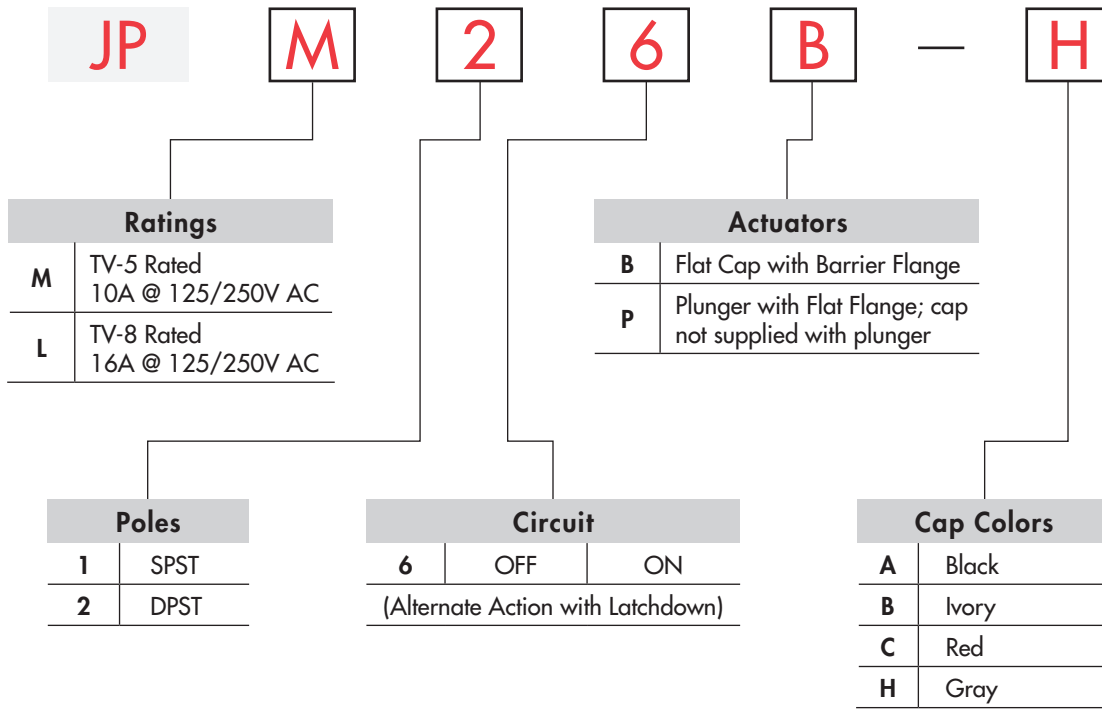 JP M 2 6 B — H
Ratings
M TV-5 Rated
10A @ 125/250V AC
L TV-8 Rated
16A @ 125/250V AC
Actuators
B Flat Cap with Barrier Flange
P Plunger with Flat Flange; cap
not supplied with plunger
Poles
1 SPST
2 DPST
Circuit
6 OFF ON
(Alternate Action with Latchdown)
Cap Colors
A Black
B Ivory
C Red
H Gray